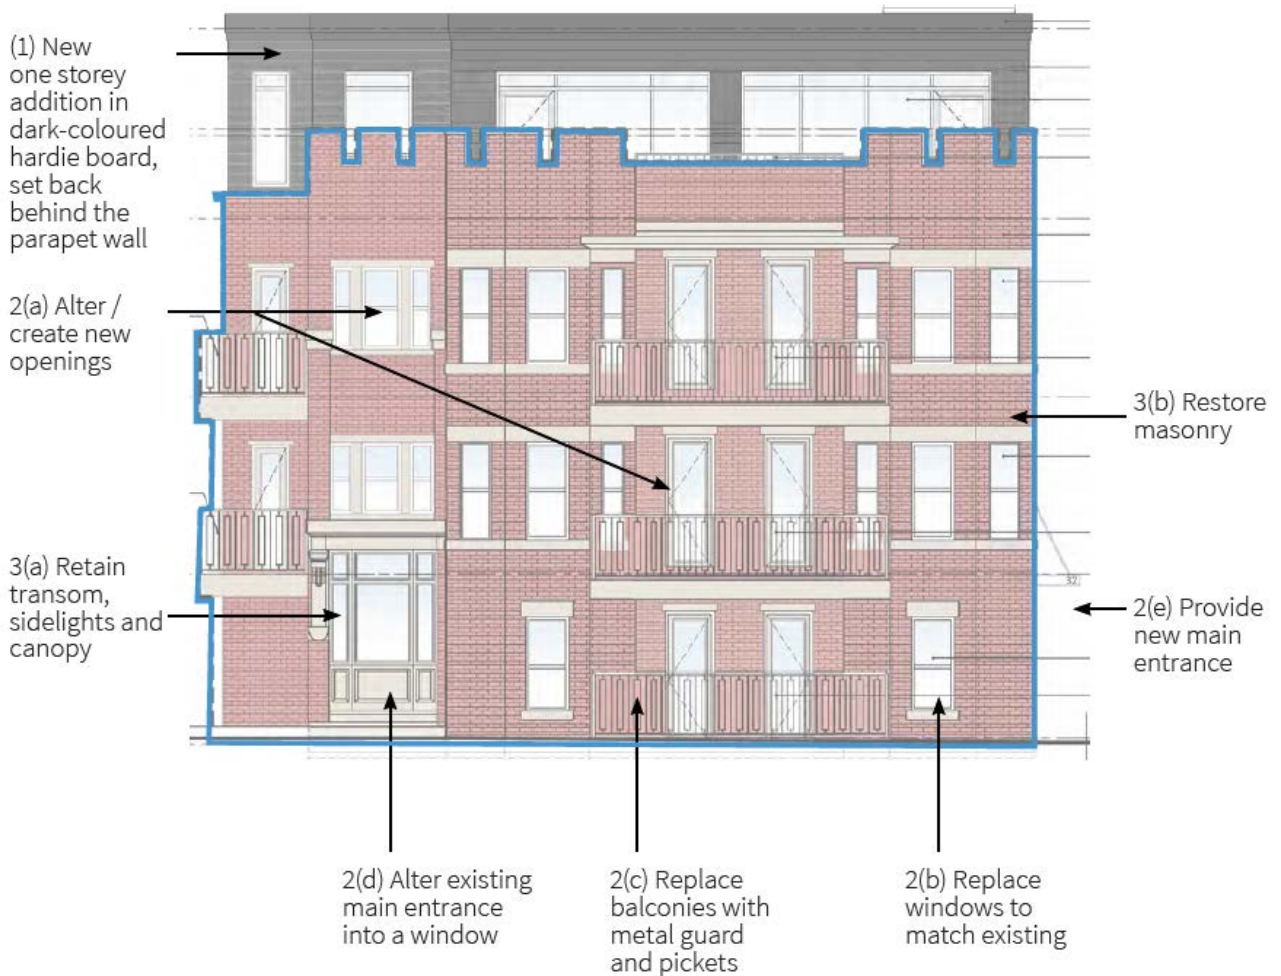 (1) New
one storey
addition in
dark-coloured
hardie board,
set back
behind the
parapet wall
2(a) Alter /
create new
openings
3(a) Retain
transom,
sidelights and
canopy
3(b) Restore
masonry
32
2(e) Provide
new main
entrance
2(d) Alter existing
main entrance
into a window
2(c) Replace
balconies with
metal guard
and pickets
2(b) Replace
windows to
match existing